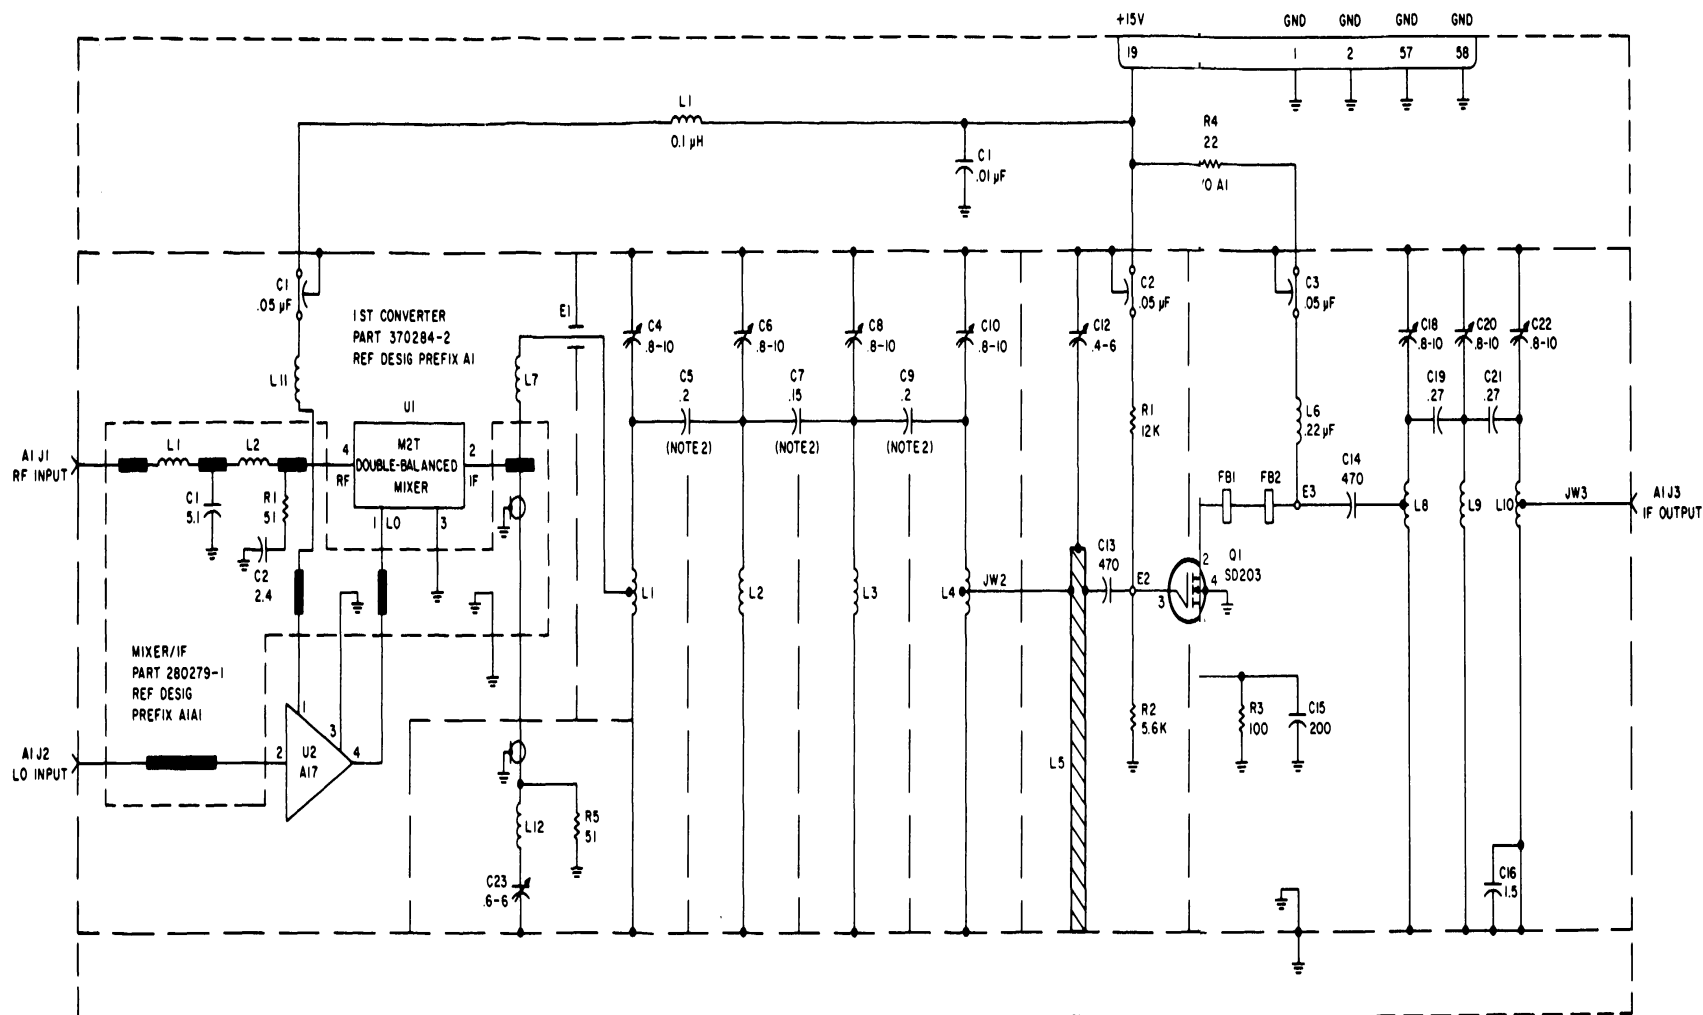 +15V GND GND GND GND
19 1 2 57 58
L1
0.1 µH
C1
.01 µF
R4
22
'0 A1
C1
.05 µF
1ST CONVERTER
PART 370284-2
REF DESIG PREFIX A1
E1
C4
.8-10
C6
.8-10
C8
.8-10
C10
.8-10
C12
.4-6
C2
.05 µF
C3
.05 µF
C18
.8-10
C20
.8-10
C22
.8-10
L11
L7
C5
.2
(NOTE 2)
C7
.15
(NOTE 2)
C9
.2
(NOTE 2)
R1
12K
L6
.22 µF
C19
.27
C21
.27
U1
M2T
DOUBLE-BALANCED
MIXER
4
RF
2
IF
1
LO
3
A1J1
RF INPUT
L1
L2
C1
5.1
R1
51
C2
2.4
FB1
FB2
E3
C14
470
L8
L9
L10
JW3
A1J3
IF OUTPUT
L1
L2
L3
L4
JW2
C13
470
E2
2
3
4
Q1
SD203
MIXER/IF
PART 280279-1
REF DESIG
PREFIX A1A1
A1J2
LO INPUT
2
1
3
4
U2
A17
L12
R5
51
C23
.6-6
L5
R2
5.6K
R3
100
C15
200
C16
1.5